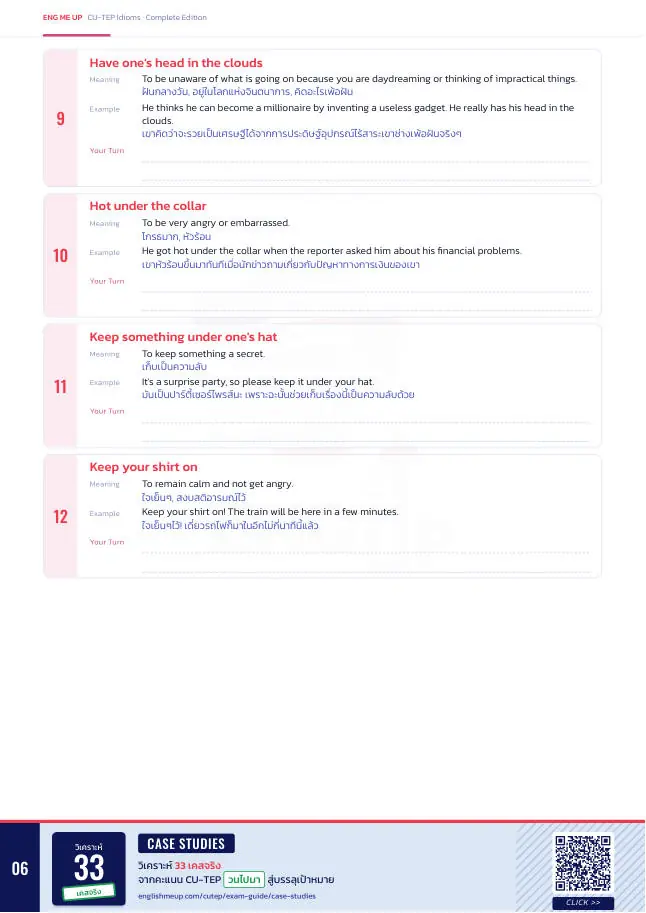 ENG ME UP CU-TEP Idioms · Complete Edition
9
Have one's head in the clouds
Meaning To be unaware of what is going on because you are daydreaming or thinking of impractical things.
ฝันกลางวัน, อยู่ในโลกแห่งจินตนาการ, คิดอะไรเพ้อฝัน
Example He thinks he can become a millionaire by inventing a useless gadget. He really has his head in the
clouds.
เขาคิดว่าจะรวยเป็นเศรษฐีได้จากการประดิษฐ์อุปกรณ์ไร้สาระเขาช่างเพ้อฝันจริงๆ
Your Turn
10
Hot under the collar
Meaning To be very angry or embarrassed.
โกรธมาก, หัวร้อน
Example He got hot under the collar when the reporter asked him about his financial problems.
เขาหัวร้อนขึ้นมาทันทีเมื่อนักข่าวถามเกี่ยวกับปัญหาทางการเงินของเขา
Your Turn
11
Keep something under one's hat
Meaning To keep something a secret.
เก็บเป็นความลับ
Example It's a surprise party, so please keep it under your hat.
มันเป็นปาร์ตี้เซอร์ไพรส์นะ เพราะฉะนั้นช่วยเก็บเรื่องนี้เป็นความลับด้วย
Your Turn
12
Keep your shirt on
Meaning To remain calm and not get angry.
ใจเย็นๆ, สงบสติอารมณ์ไว้
Example Keep your shirt on! The train will be here in a few minutes.
ใจเย็นๆไว้! เดี๋ยวรถไฟก็มาในอีกไม่กี่นาทีนี้แล้ว
Your Turn
06
วิเคราะห์
33
เคสจริง
CASE STUDIES
วิเคราะห์ 33 เคสจริง
จากคะแนน CU-TEP วนไปมา สู่บรรลุเป้าหมาย
englishmeup.com/cutep/exam-guide/case-studies
CLICK >>